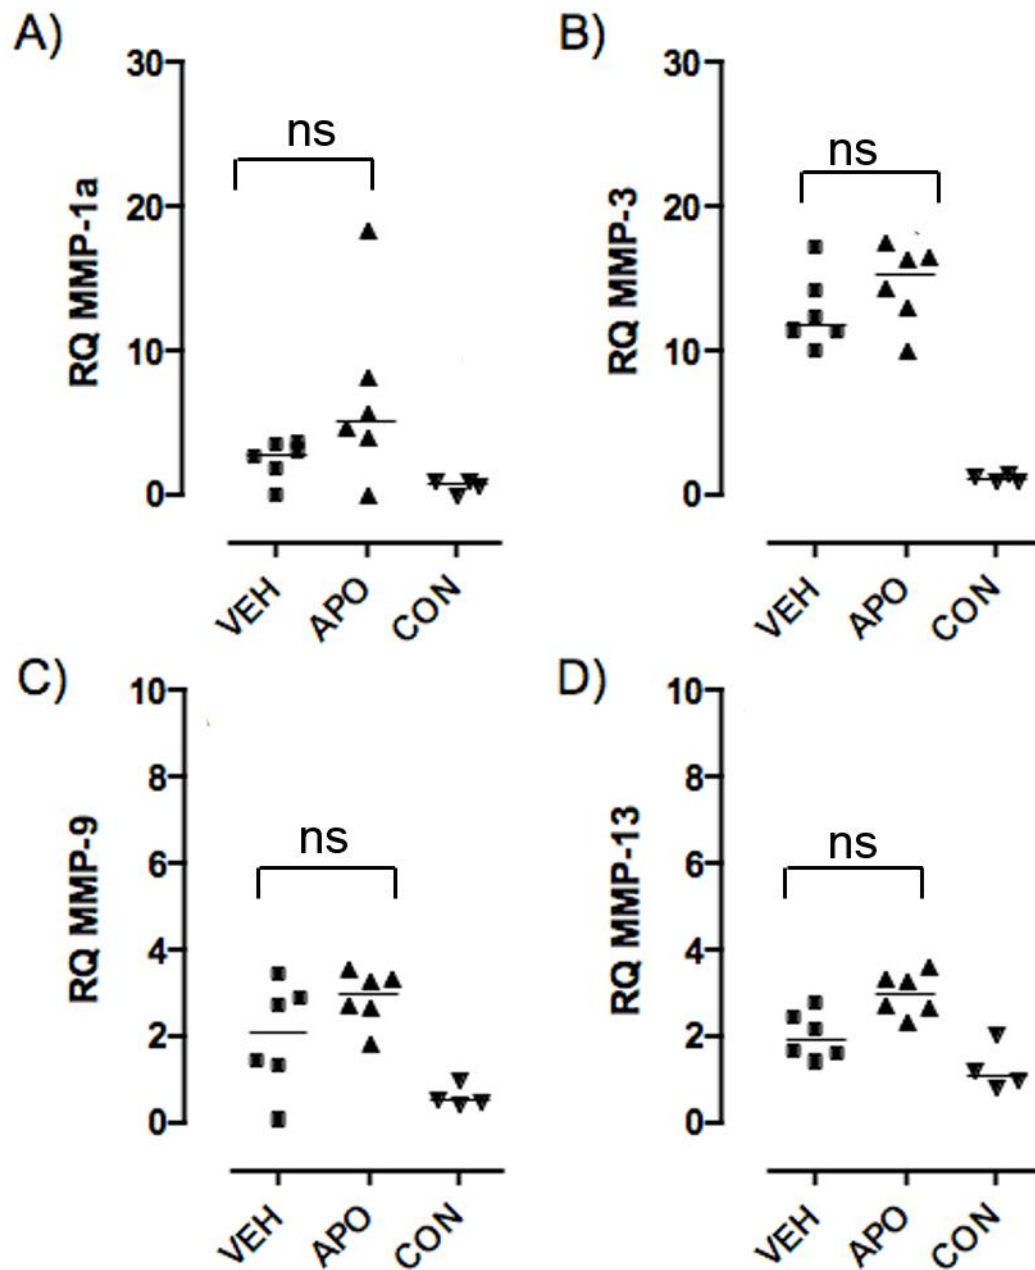 A)
RQ MMP-1a
30
20
10
0
ns
VEH
APO
CON
B)
RQ MMP-3
30
20
10
0
ns
VEH
APO
CON
C)
RQ MMP-9
10
8
6
4
2
0
ns
VEH
APO
CON
D)
RQ MMP-13
10
8
6
4
2
0
ns
VEH
APO
CON